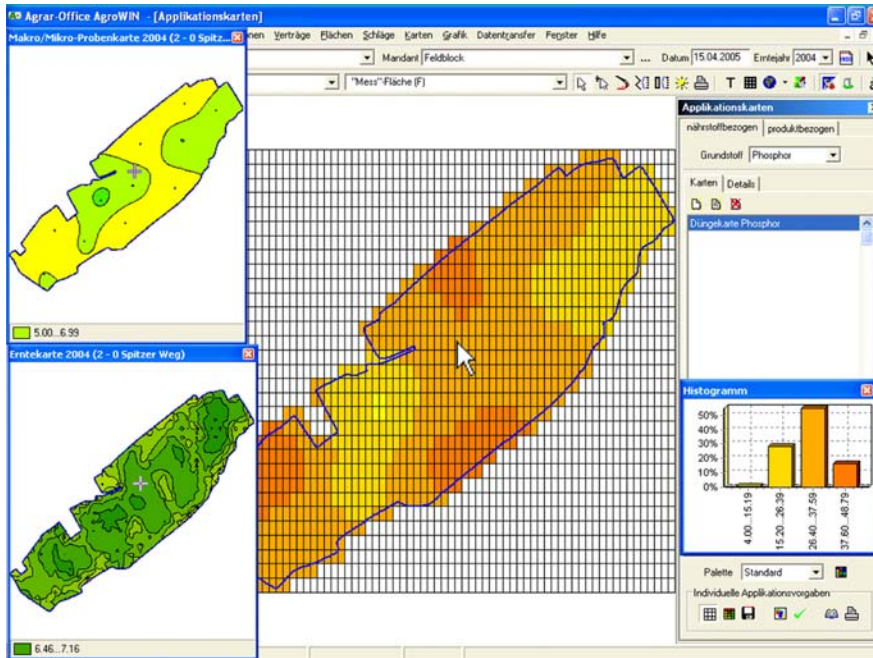 Agrar-Office AgroWIN - [Applikationskarten]
Makro/Mikro-Probenkarte 2004 (2 - 0 Spitz...
Verträge Flächen Schläge Karten Grafik Datentransfer Fenster Hilfe
Mandant Feldblock ... Datum 15.04.2005 Erntejahr 2004
"Mess"-Fläche (F)
5.00...6.99
Erntekarte 2004 (2 - 0 Spitzer Weg)
6.46...7.16
Applikationskarten
nährstoffbezogen produktbezogen
Grundstoff Phosphor
Karten Details
Düngekarte Phosphor
Histogramm
50%
40%
30%
20%
10%
0%
4.00...15.19
15.20...26.39
26.40...37.59
37.60...48.79
Palette Standard
Individuelle Applikationsvorgaben